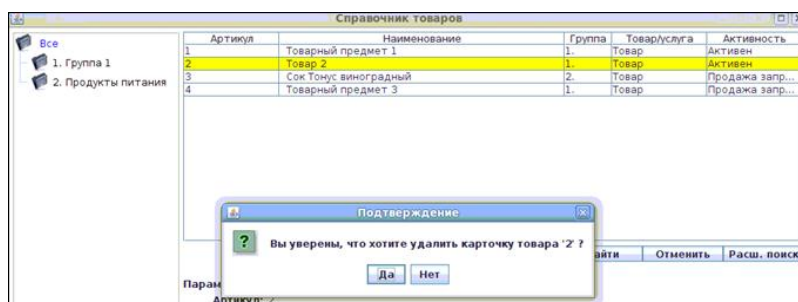 Справочник товаров
Все
1. Группа 1
2. Продукты питания
Артикул Наименование Группа Товар/услуга Активность
1 Товарный предмет 1 1. Товар Активен
2 Товар 2 1. Товар Активен
3 Сок Тонус виноградный 2. Товар Продажа запр...
4 Товарный предмет 3 1. Товар Продажа запр...
Подтверждение
Вы уверены, что хотите удалить карточку товара '2' ?
Да Нет
айти Отменить Расш. поиск
Парам
Артикул: 2